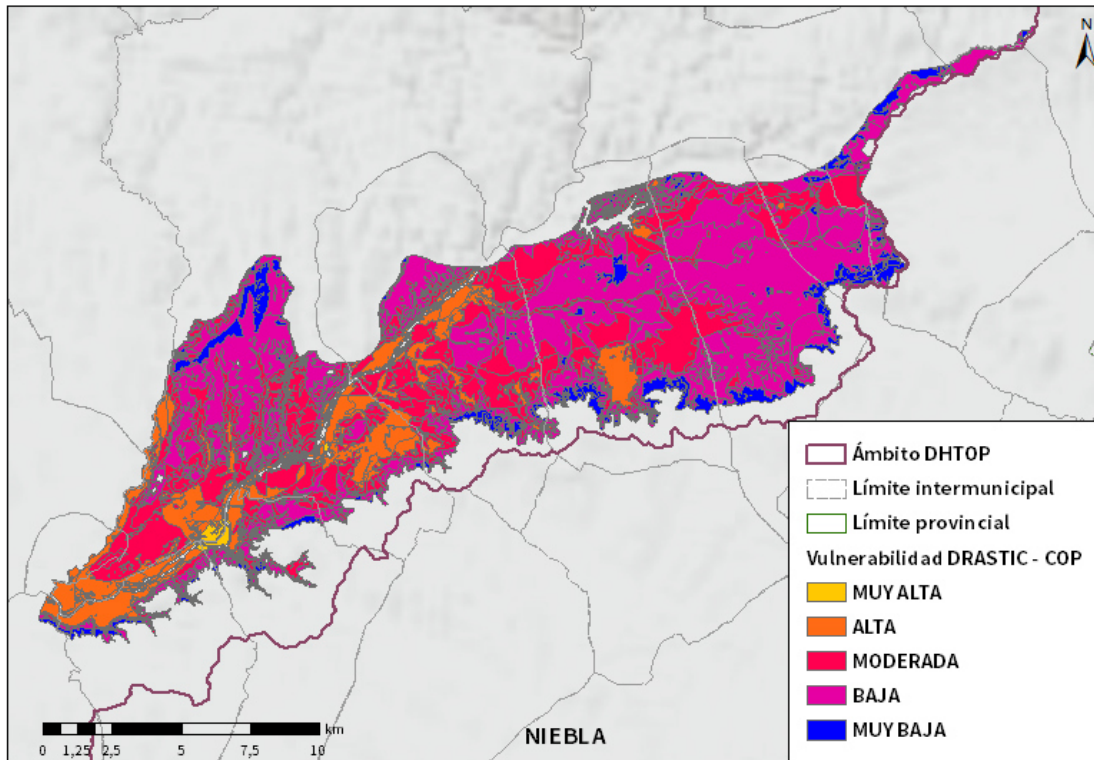 N
Ámbito DHTOP
Límite intermunicipal
Límite provincial
Vulnerabilidad DRASTIC - COP
MUY ALTA
ALTA
MODERADA
BAJA
MUY BAJA
km
0 1,25 2,5 5 7,5 10
NIEBLA